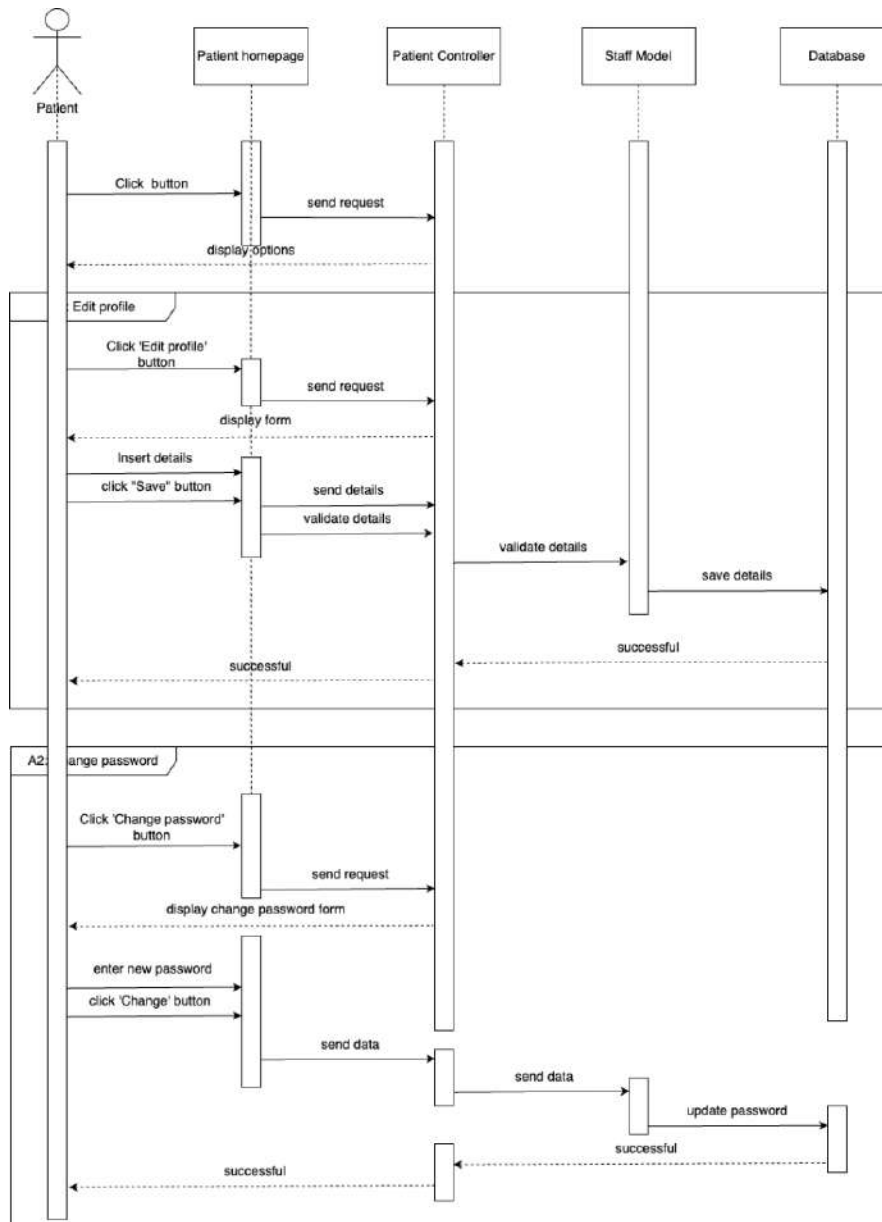 Patient homepage
Patient Controller
Staff Model
Database
Patient
Click button
send request
display options
: Edit profile
Click 'Edit profile'
button
send request
display form
Insert details
click "Save" button
send details
validate details
validate details
save details
successful
successful
A2: ange password
Click 'Change password'
button
send request
display change password form
enter new password
click 'Change' button
send data
send data
update password
successful
successful